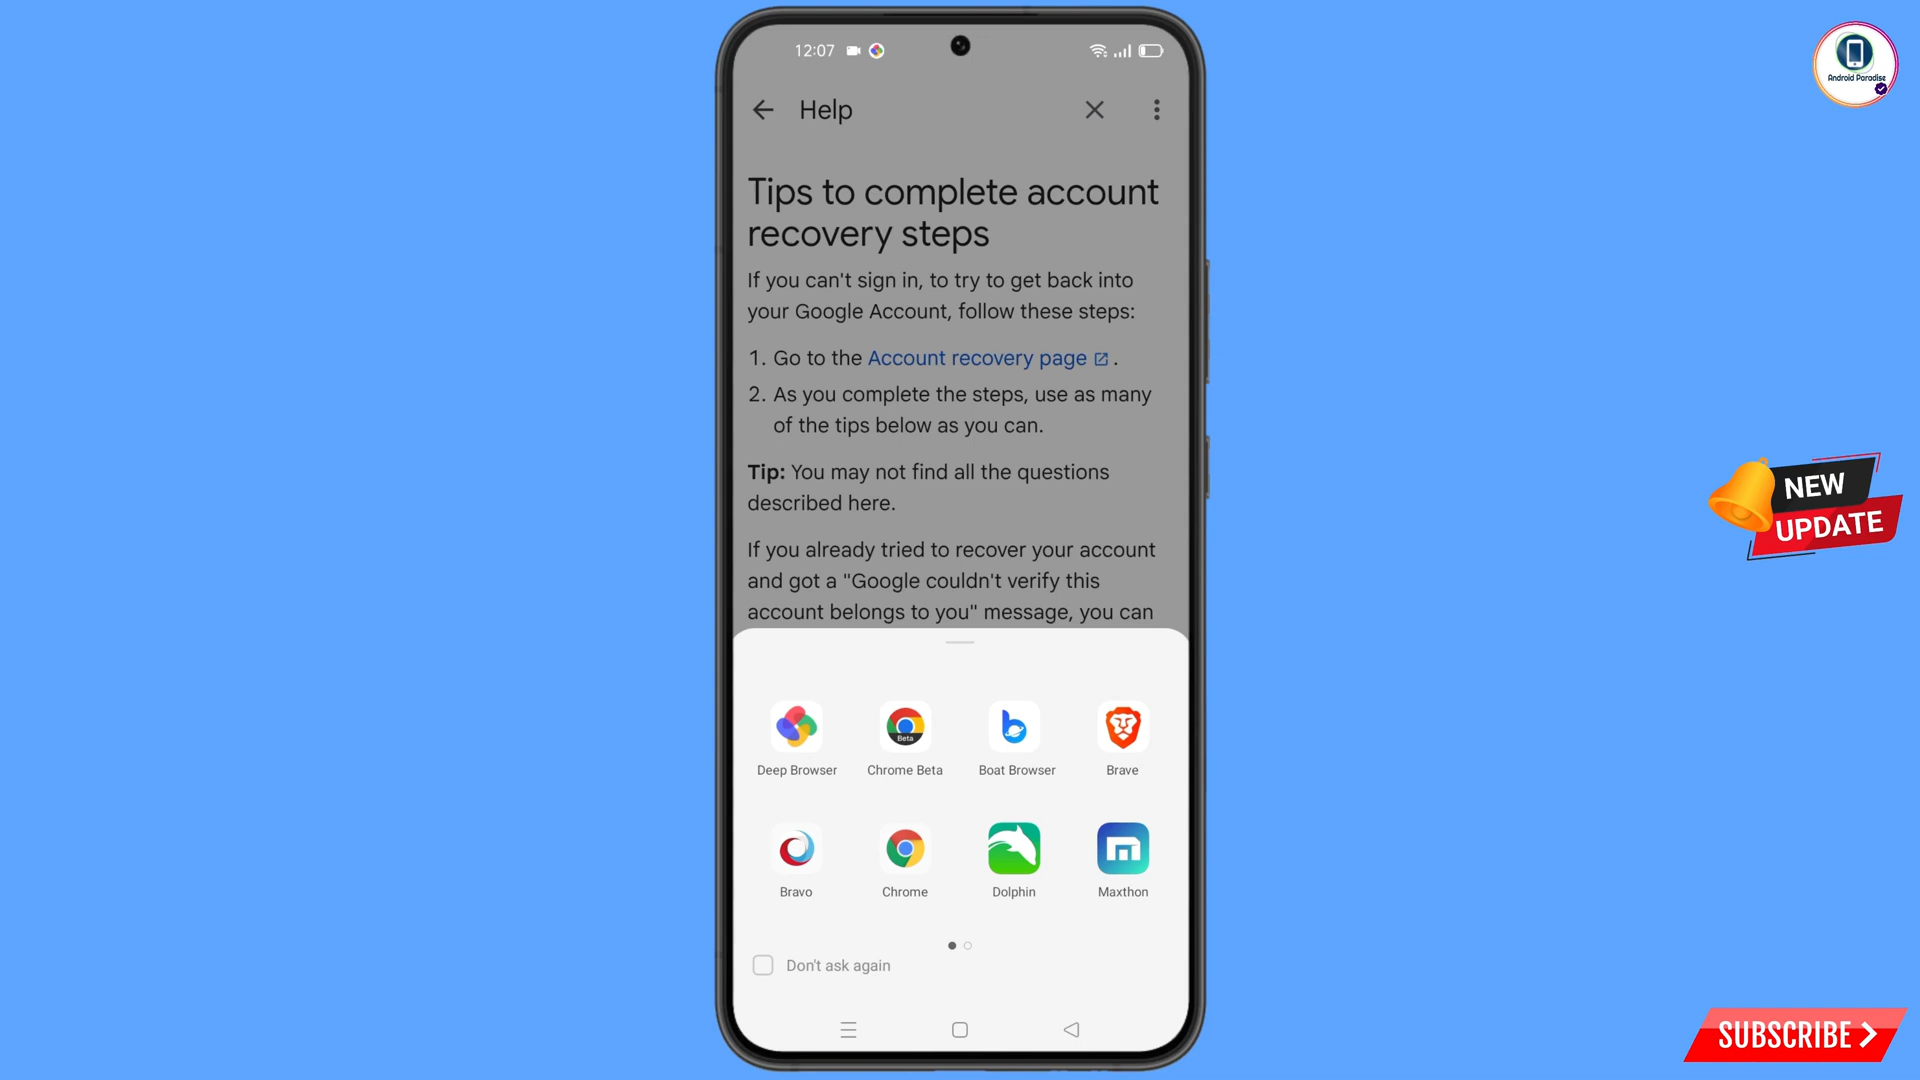 12:07
Help
Tips to complete account
recovery steps
If you can't sign in, to try to get back into
your Google Account, follow these steps:
1. Go to the Account recovery page .
2. As you complete the steps, use as many
of the tips below as you can.
Tip: You may not find all the questions
described here.
If you already tried to recover your account
and got a "Google couldn't verify this
account belongs to you" message, you can
Beta
Deep Browser
Chrome Beta
Boat Browser
Brave
Bravo
Chrome
Dolphin
Maxthon
Don't ask again
Android Paradise
NEW
UPDATE
SUBSCRIBE